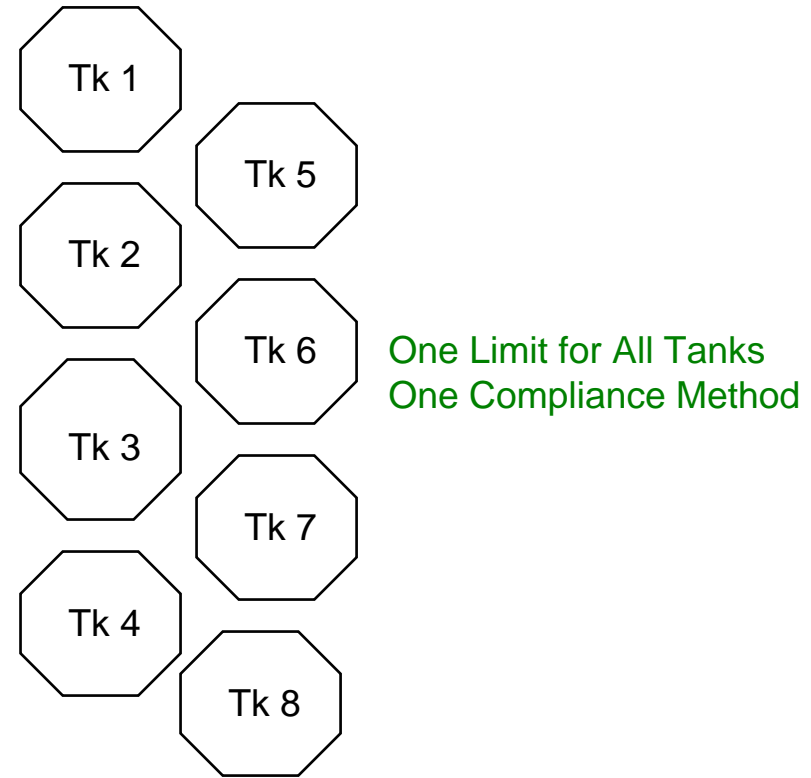 Tk 1
Tk 5
Tk 2
Tk 6
One Limit for All Tanks
One Compliance Method
Tk 3
Tk 7
Tk 4
Tk 8